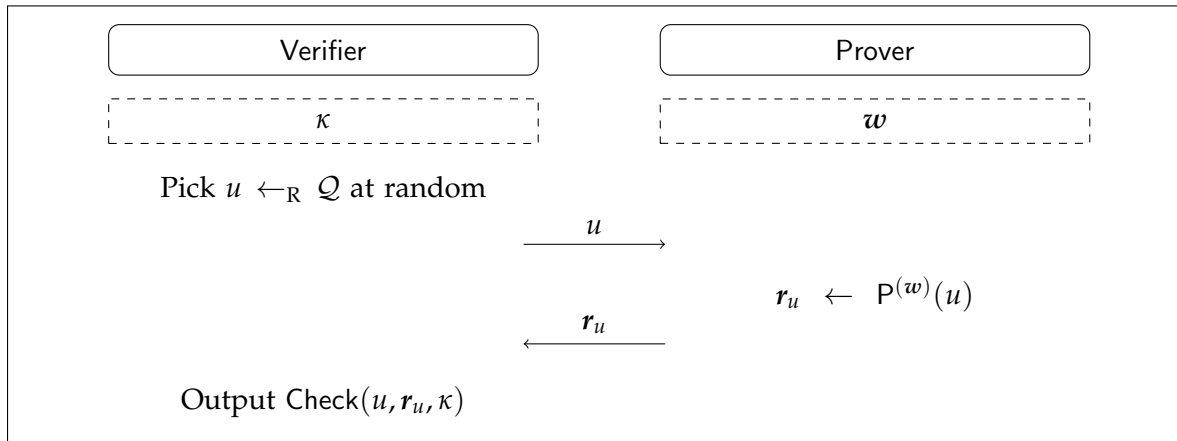 Verifier Prover
κ w
Pick u ←R 𝒬 at random
u
r_u ← P^(w)(u)
r_u
Output Check(u, r_u, κ)